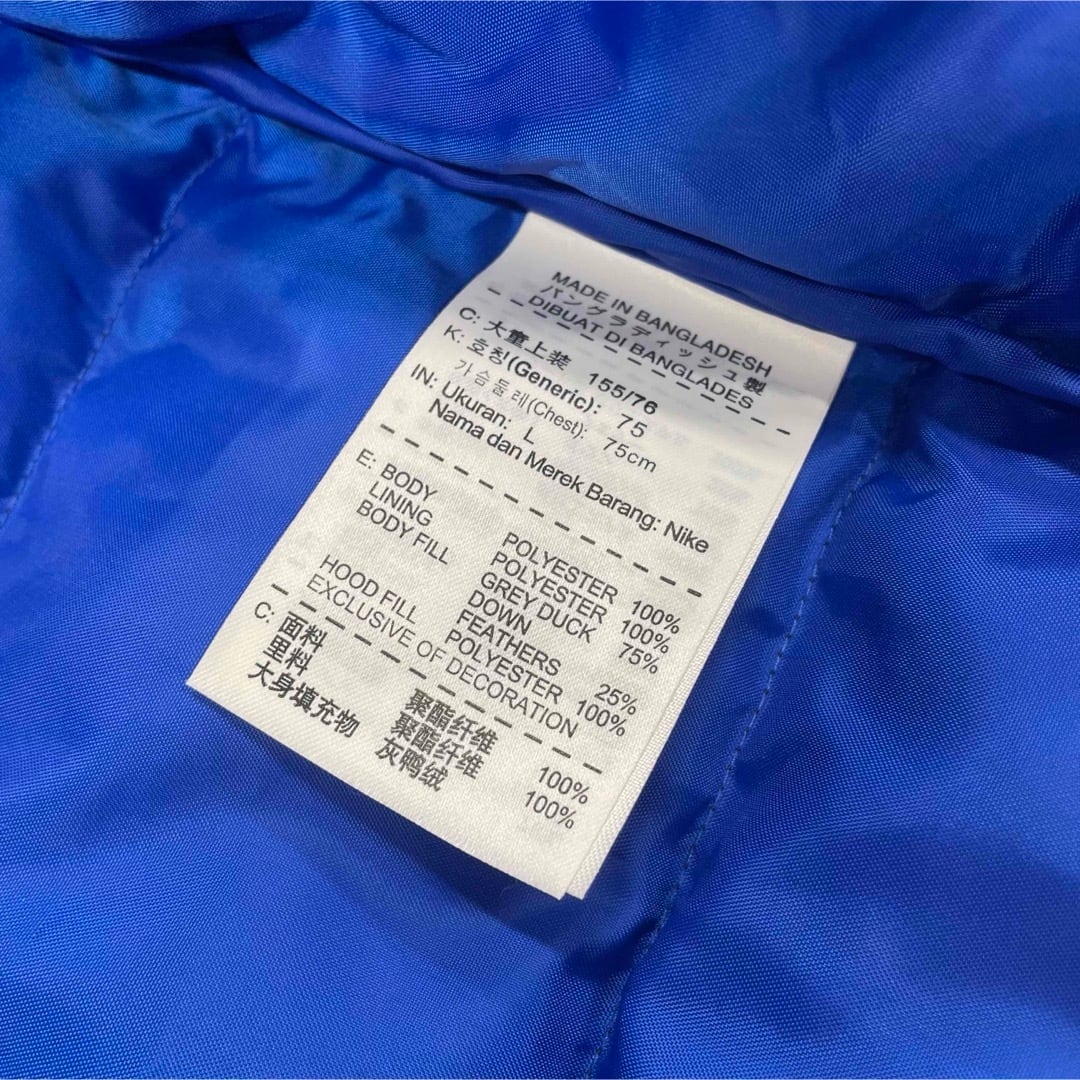 MADE IN BANGLADESH
バングラディッシュ製
DIBUAT DI BANGLADES
C: 大童上装 155/76
K: 호칭(Generic): 75
가슴둘레(Chest): 75cm
IN: Ukuran: L
Nama dan Merek Barang: Nike
E: BODY POLYESTER 100%
LINING POLYESTER 100%
BODY FILL GREY DUCK 75%
DOWN
FEATHERS 25%
HOOD FILL POLYESTER 100%
EXCLUSIVE OF DECORATION
C: 面料 聚酯纤维 100%
里料 聚酯纤维 100%
大身填充物 灰鸭绒